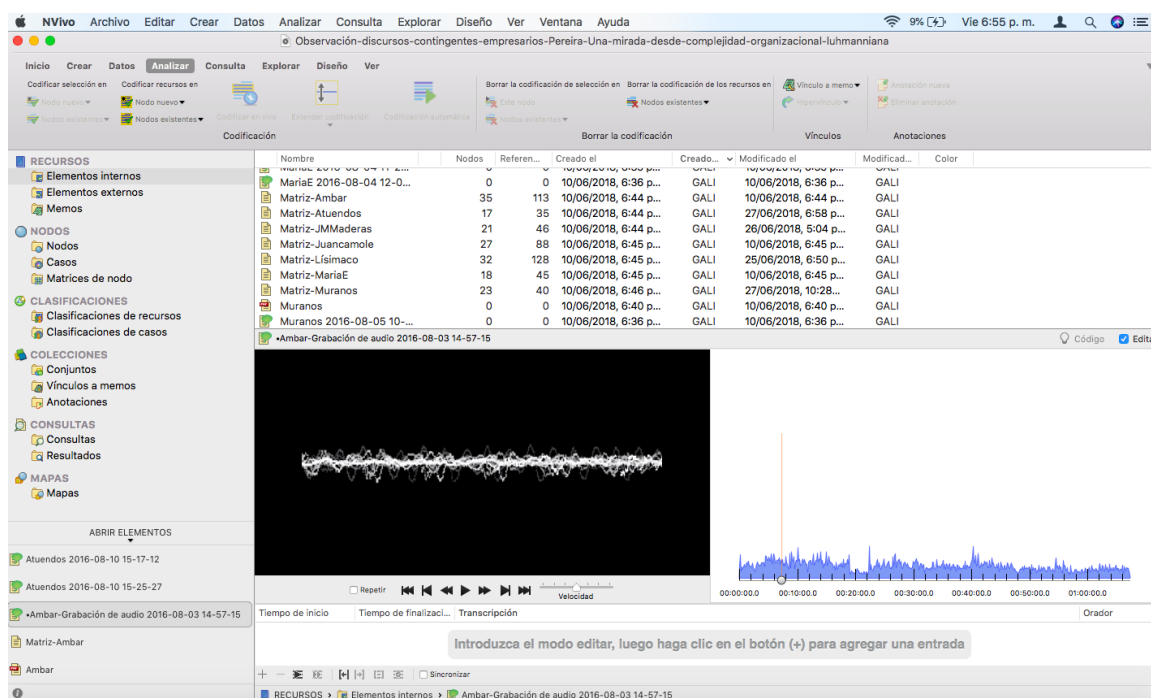 NVivo Archivo Editar Crear Datos Analizar Consulta Explorar Diseño Ver Ventana Ayuda 9% Vie 6:55 p. m.
Observación-discursos-contingentes-empresarios-Pereira-Una-mirada-desde-complejidad-organizacional-luhmanniana
Inicio Crear Datos Analizar Consulta Explorar Diseño Ver
Codificar selección en Codificar recursos en Borrar la codificación de selección en Borrar la codificación de los recursos en Vínculo a memo Anotación nueva
Nodo nuevo Nodo nuevo Este nodo Nodos existentes Hipervínculo Eliminar anotación
Nodos existentes Nodos existentes Codificar en vivo Extender codificación Codificación automática Nodos existentes
Codificación Borrar la codificación Vínculos Anotaciones
RECURSOS
Elementos internos
Elementos externos
Memos
NODOS
Nodos
Casos
Matrices de nodo
CLASIFICACIONES
Clasificaciones de recursos
Clasificaciones de casos
COLECCIONES
Conjuntos
Vínculos a memos
Anotaciones
CONSULTAS
Consultas
Resultados
MAPAS
Mapas
ABRIR ELEMENTOS
Atuendos 2016-08-10 15-17-12
Atuendos 2016-08-10 15-25-27
•Ambar-Grabación de audio 2016-08-03 14-57-15
Matriz-Ambar
Ambar
Nombre Nodos Referen... Creado el Creado... Modificado el Modificad... Color
MariaE 2016-08-04 12-0... 0 0 10/06/2018, 6:36 p... GALI 10/06/2018, 6:36 p... GALI
Matriz-Ambar 35 113 10/06/2018, 6:44 p... GALI 10/06/2018, 6:44 p... GALI
Matriz-Atuendos 17 35 10/06/2018, 6:44 p... GALI 27/06/2018, 6:58 p... GALI
Matriz-JMMaderas 21 46 10/06/2018, 6:44 p... GALI 26/06/2018, 5:04 p... GALI
Matriz-Juancamole 27 88 10/06/2018, 6:45 p... GALI 10/06/2018, 6:45 p... GALI
Matriz-Lísimaco 32 128 10/06/2018, 6:45 p... GALI 25/06/2018, 6:50 p... GALI
Matriz-MariaE 18 45 10/06/2018, 6:45 p... GALI 10/06/2018, 6:45 p... GALI
Matriz-Muranos 23 40 10/06/2018, 6:46 p... GALI 27/06/2018, 10:28... GALI
Muranos 0 0 10/06/2018, 6:40 p... GALI 10/06/2018, 6:40 p... GALI
Muranos 2016-08-05 10-... 0 0 10/06/2018, 6:36 p... GALI 10/06/2018, 6:36 p... GALI
•Ambar-Grabación de audio 2016-08-03 14-57-15 Código Edita
Repetir Velocidad
00:00:00.0 00:10:00.0 00:20:00.0 00:30:00.0 00:40:00.0 00:50:00.0 01:00:00.0
Tiempo de inicio Tiempo de finalizaci... Transcripción Orador
Introduzca el modo editar, luego haga clic en el botón (+) para agregar una entrada
Sincronizar
RECURSOS › Elementos internos › Ambar-Grabación de audio 2016-08-03 14-57-15